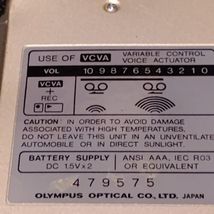 USE OF VCVA
VARIABLE CONTROL
VOICE ACTUATOR
VOL 10 9 8 7 6 5 4 3 2 1 0
VCVA
+
REC
CAUTION: IN ORDER TO AVOID DAMAGE
ASSOCIATED WITH HIGH TEMPERATURES,
DO NOT LEAVE THIS UNIT IN AN UNVENTILATED
AUTOMOBILE OR IN DIRECT SUNLIGHT.
BATTERY SUPPLY
DC 1.5V×2
ANSI AAA, IEC R03
OR EQUIVALENT
479575
OLYMPUS OPTICAL CO., LTD. JAPAN